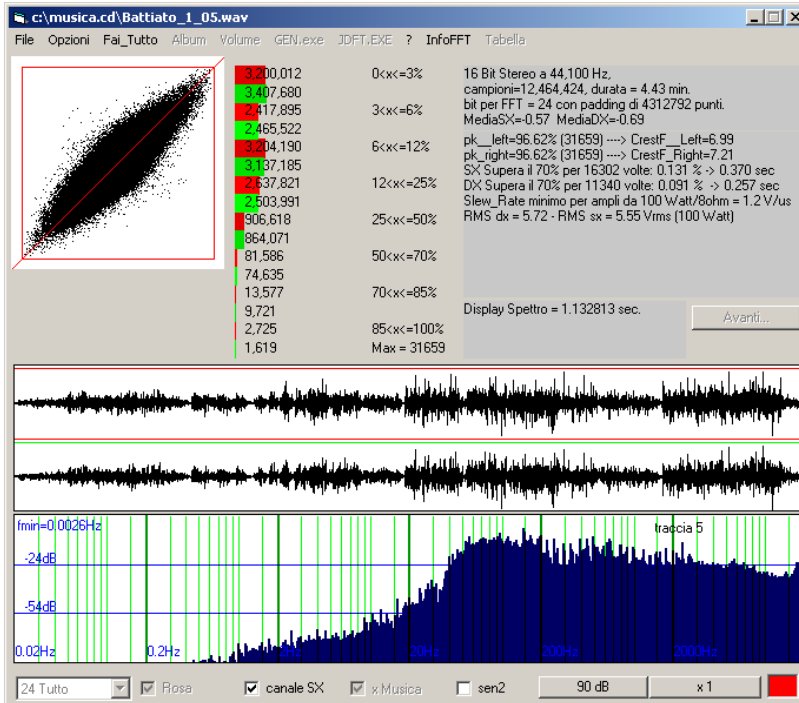 c:\musica.cd\Battiato_1_05.wav
File Opzioni Fai_Tutto Album Volume GEN.exe JDFT.EXE ? InfoFFT Tabella
3,200,012 0<x<=3%
3,407,680
2,417,895 3<x<=6%
2,465,522
3,204,190 6<x<=12%
3,137,185
2,637,821 12<x<=25%
2,503,991
906,618 25<x<=50%
864,071
81,586 50<x<=70%
74,635
13,577 70<x<=85%
9,721
2,725 85<x<=100%
1,619 Max = 31659
16 Bit Stereo a 44,100 Hz,
campioni=12,464,424, durata = 4.43 min.
bit per FFT = 24 con padding di 4312792 punti.
MediaSX=-0.57 MediaDX=-0.69
pk__left=96.62% (31659) ----> CrestF__Left=6.99
pk_right=96.62% (31659) ----> CrestF_Right=7.21
SX Supera il 70% per 16302 volte: 0.131 % -> 0.370 sec
DX Supera il 70% per 11340 volte: 0.091 % -> 0.257 sec
Slew_Rate minimo per ampli da 100 Watt/8ohm = 1.2 V/us
RMS dx = 5.72 - RMS sx = 5.55 Vrms (100 Watt)
Display Spettro = 1.132813 sec.
Avanti...
fmin=0.0026Hz
traccia 5
-24dB
-54dB
0.02Hz 0.2Hz 2Hz 20Hz 200Hz 2000Hz
24 Tutto Rosa canale SX x Musica sen2 90 dB x 1